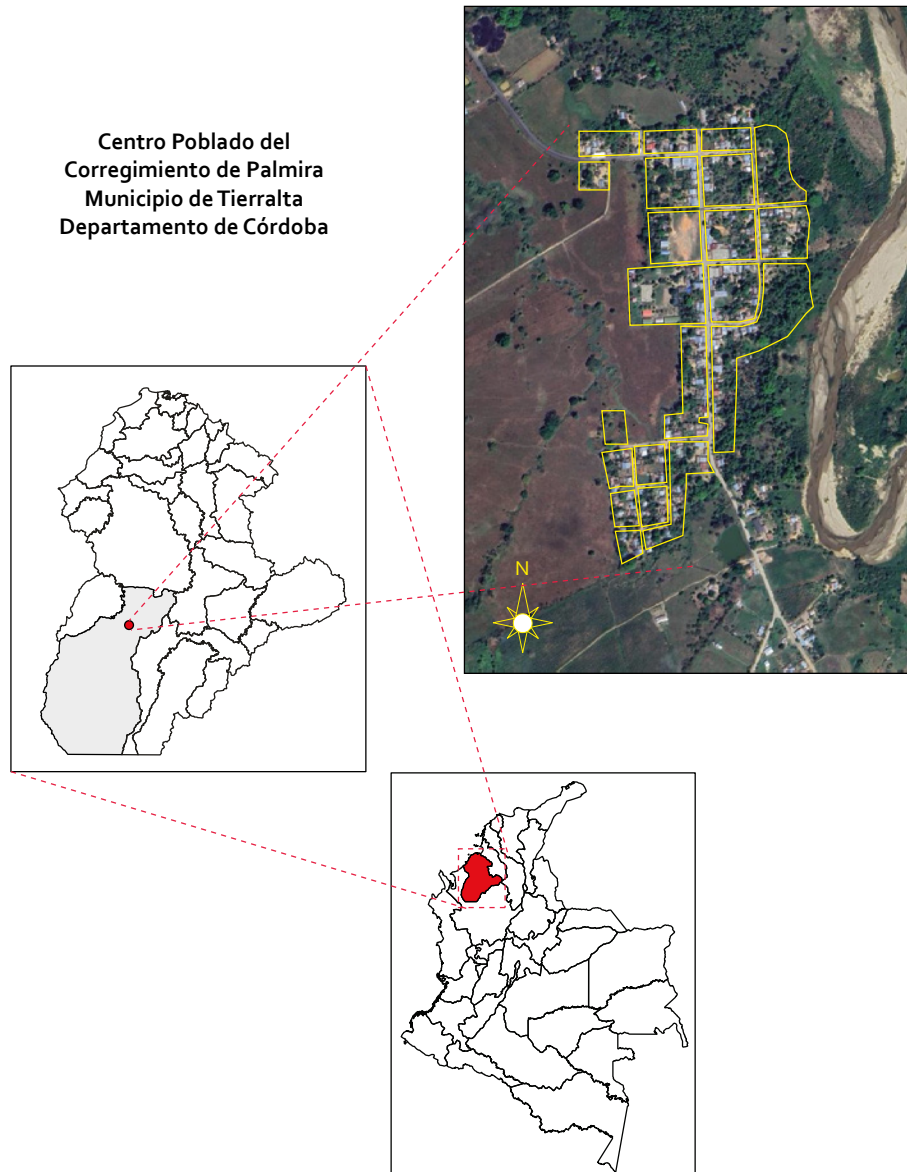 Centro Poblado del
Corregimiento de Palmira
Municipio de Tierralta
Departamento de Córdoba
N